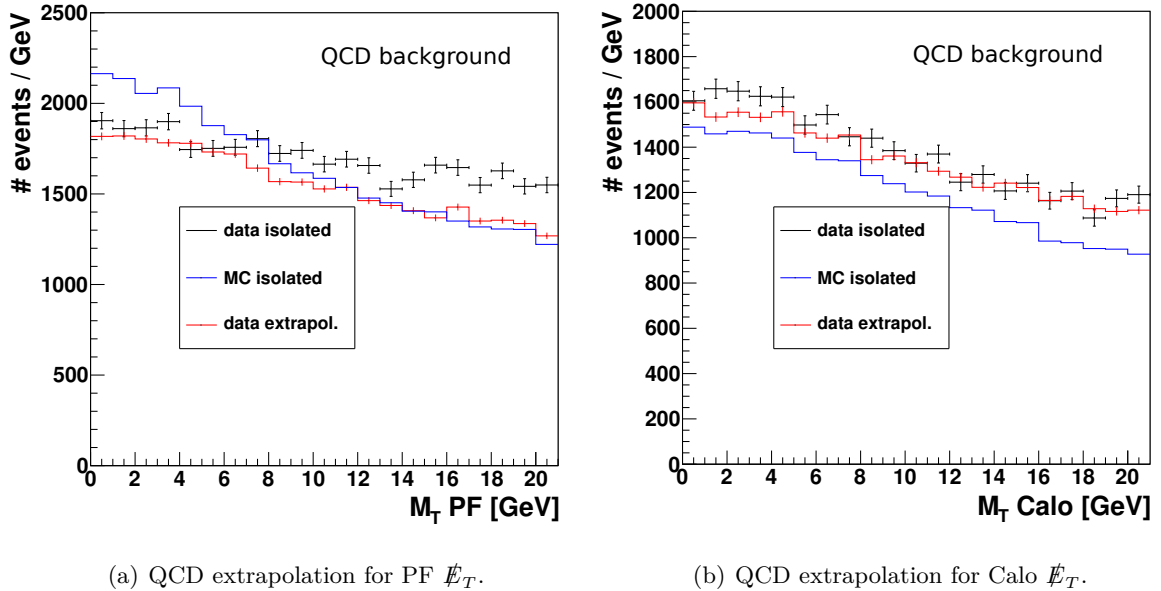 # events / GeV
2500
2000
1500
1000
500
0
QCD background
data isolated
MC isolated
data extrapol.
0 2 4 6 8 10 12 14 16 18 20
M_T PF [GeV]
(a) QCD extrapolation for PF E̸_T.
# events / GeV
2000
1800
1600
1400
1200
1000
800
600
400
200
0
QCD background
data isolated
MC isolated
data extrapol.
0 2 4 6 8 10 12 14 16 18 20
M_T Calo [GeV]
(b) QCD extrapolation for Calo E̸_T.